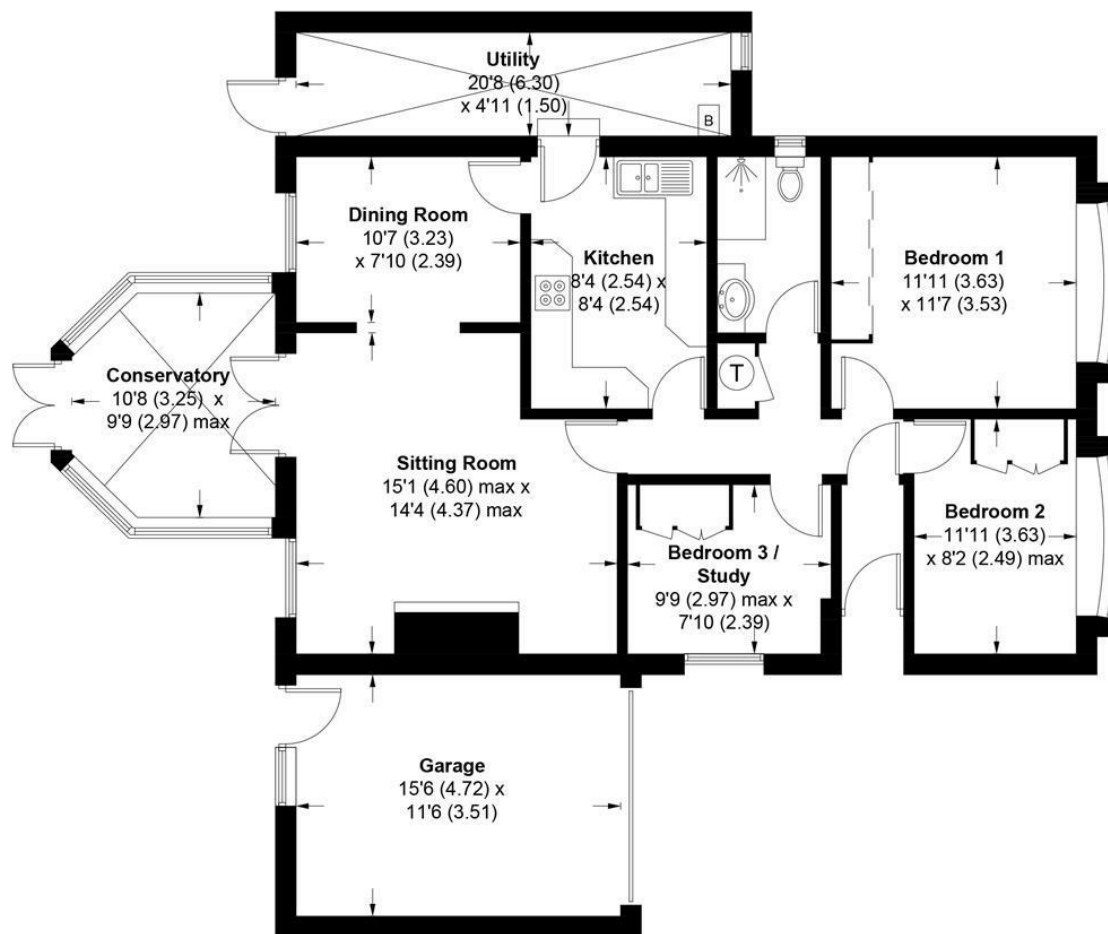 Utility
20'8 (6.30)
x 4'11 (1.50)
B
Dining Room
10'7 (3.23)
x 7'10 (2.39)
Kitchen
8'4 (2.54) x
8'4 (2.54)
Bedroom 1
11'11 (3.63)
x 11'7 (3.53)
Conservatory
10'8 (3.25) x
9'9 (2.97) max
T
Sitting Room
15'1 (4.60) max x
14'4 (4.37) max
Bedroom 2
11'11 (3.63)
x 8'2 (2.49) max
Bedroom 3 /
Study
9'9 (2.97) max x
7'10 (2.39)
Garage
15'6 (4.72) x
11'6 (3.51)